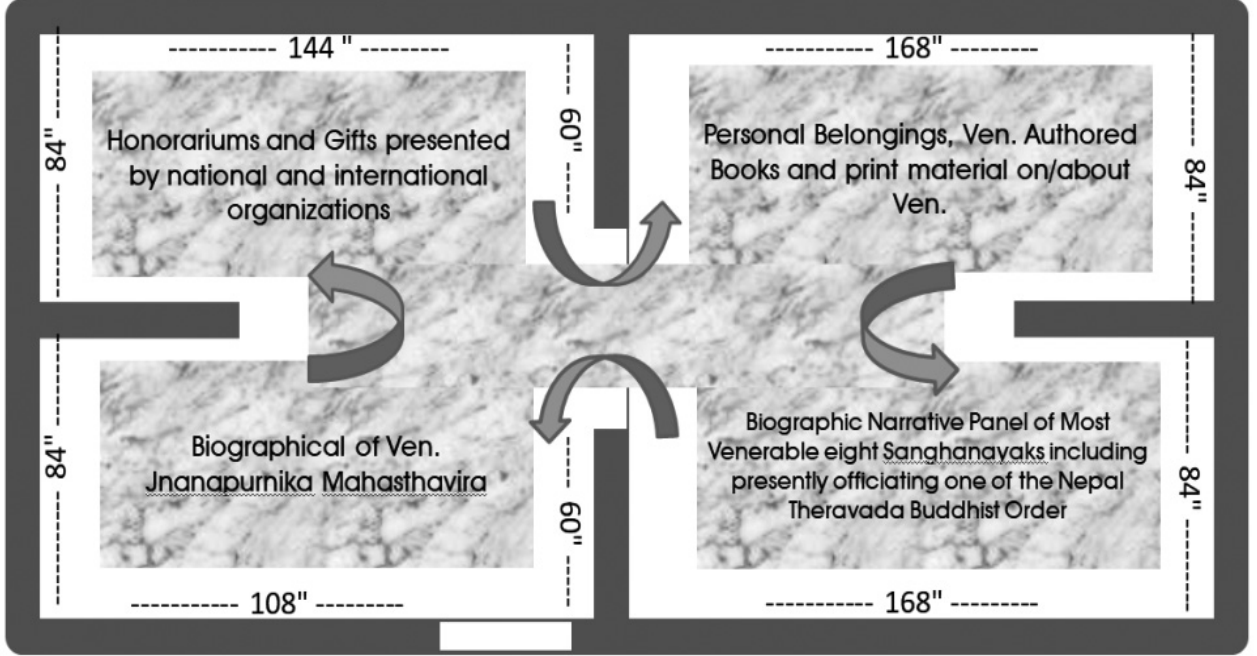 ----------- 144 " ---------
84"
60"
Honorariums and Gifts presented
by national and international
organizations
----------- 168" ---------
Personal Belongings, Ven. Authored
Books and print material on/about
Ven.
84"
84"
Biographical of Ven.
Jnanapurnika Mahasthavira
60"
----------- 108" ---------
Biographic Narrative Panel of Most
Venerable eight Sanghanayaks including
presently officiating one of the Nepal
Theravada Buddhist Order
84"
----------- 168" ---------